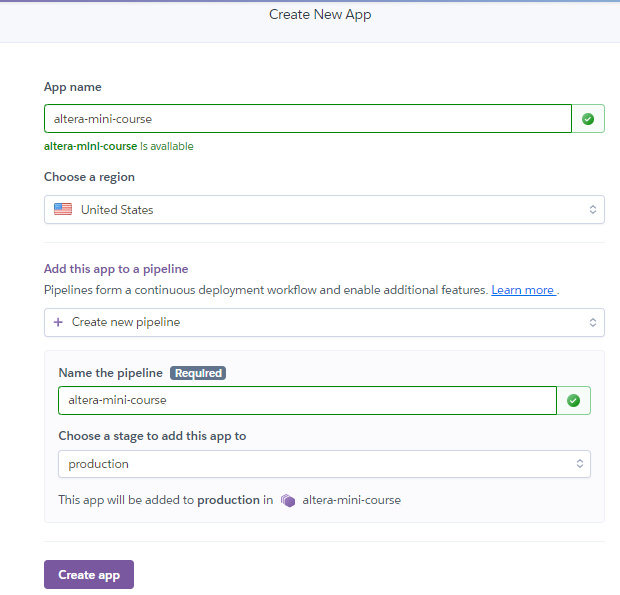 Create New App
App name
altera-mini-course
altera-mini-course is available
Choose a region
United States
Add this app to a pipeline
Pipelines form a continuous deployment workflow and enable additional features. Learn more .
+ Create new pipeline
Name the pipeline Required
altera-mini-course
Choose a stage to add this app to
production
This app will be added to production in altera-mini-course
Create app